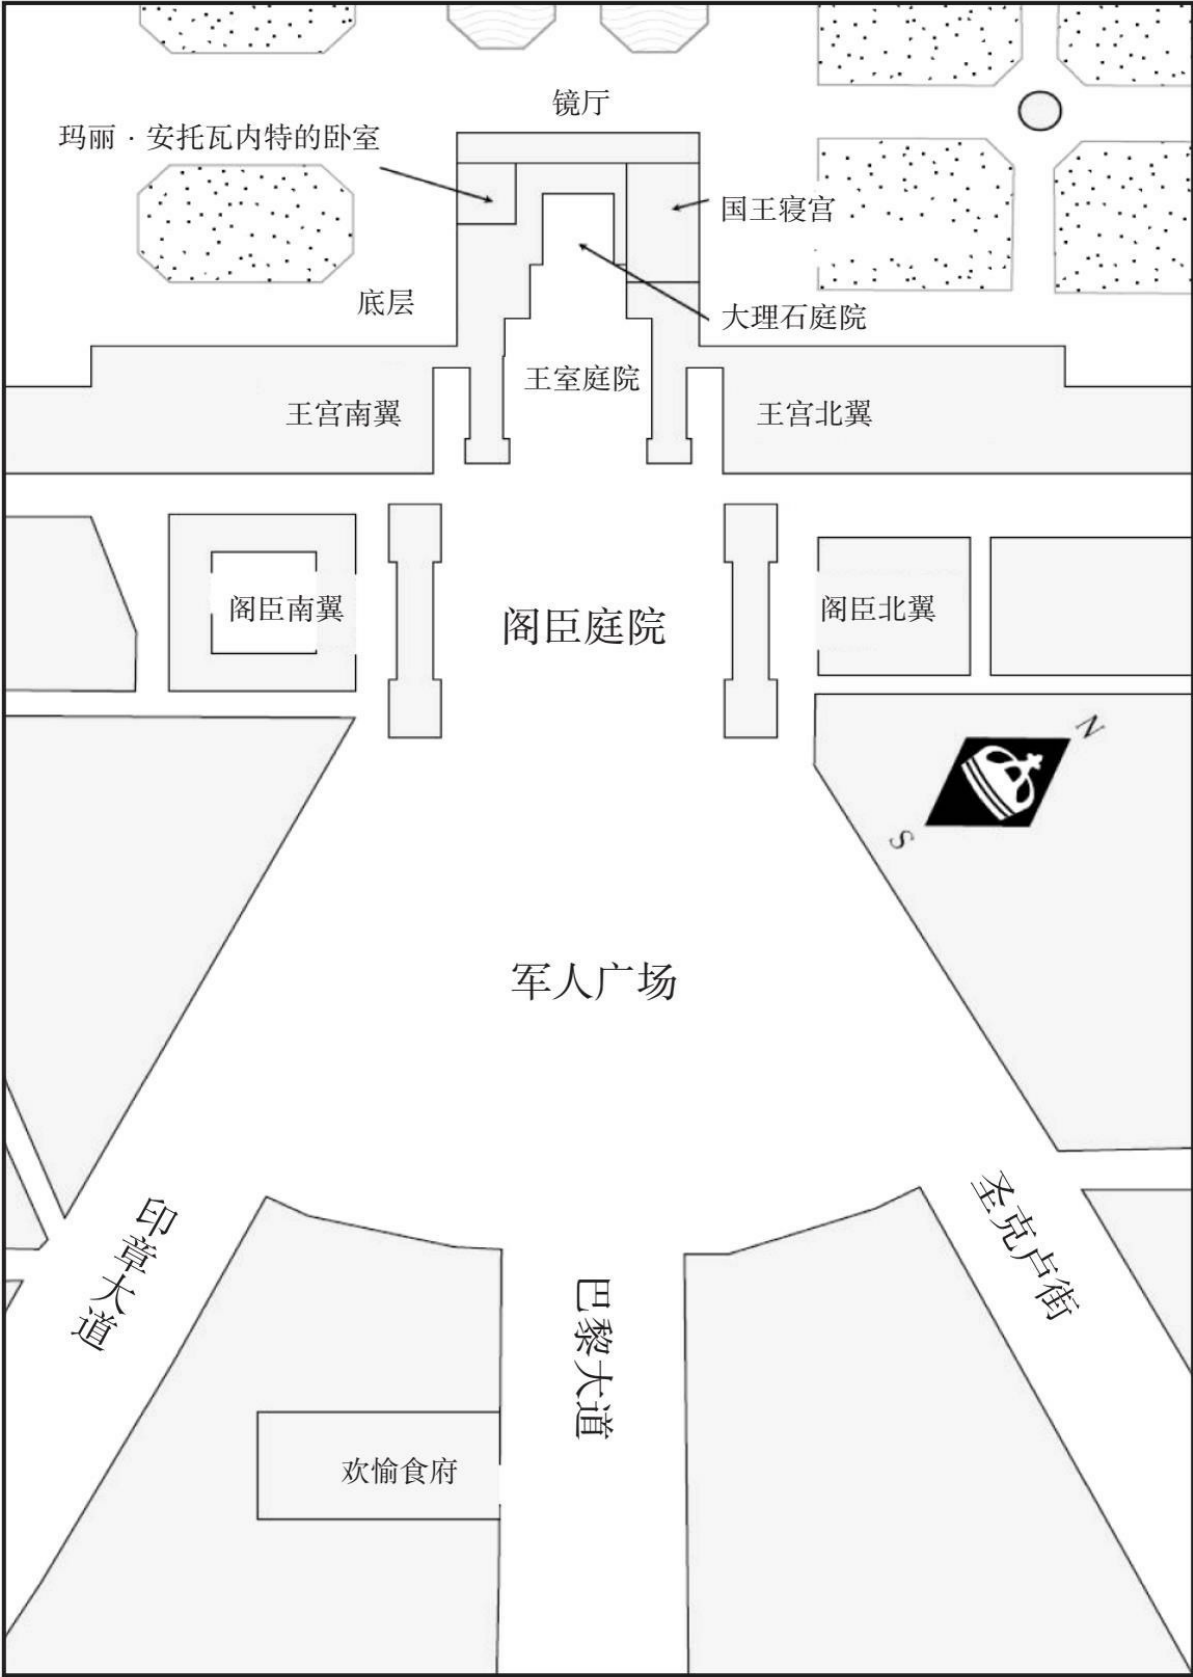 镜厅
玛丽·安托瓦内特的卧室
国王寝宫
底层
大理石庭院
王室庭院
王宫南翼
王宫北翼
阁臣南翼
阁臣庭院
阁臣北翼
N
S
军人广场
印章大道
圣克卢街
巴黎大道
欢愉食府